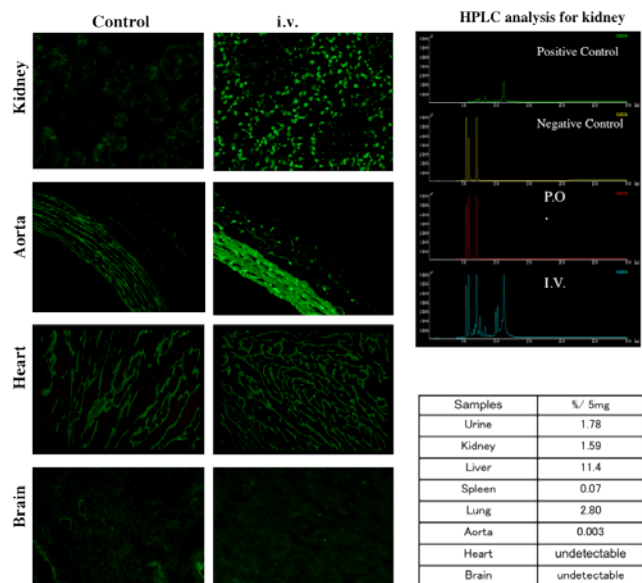 Control
i.v.
HPLC analysis for kidney
Kidney
Aorta
Heart
Brain
Positive Control
Negative Control
P.O
.
I.V.
Samples %/ 5mg
Urine 1.78
Kidney 1.59
Liver 11.4
Spleen 0.07
Lung 2.80
Aorta 0.003
Heart undetectable
Brain undetectable